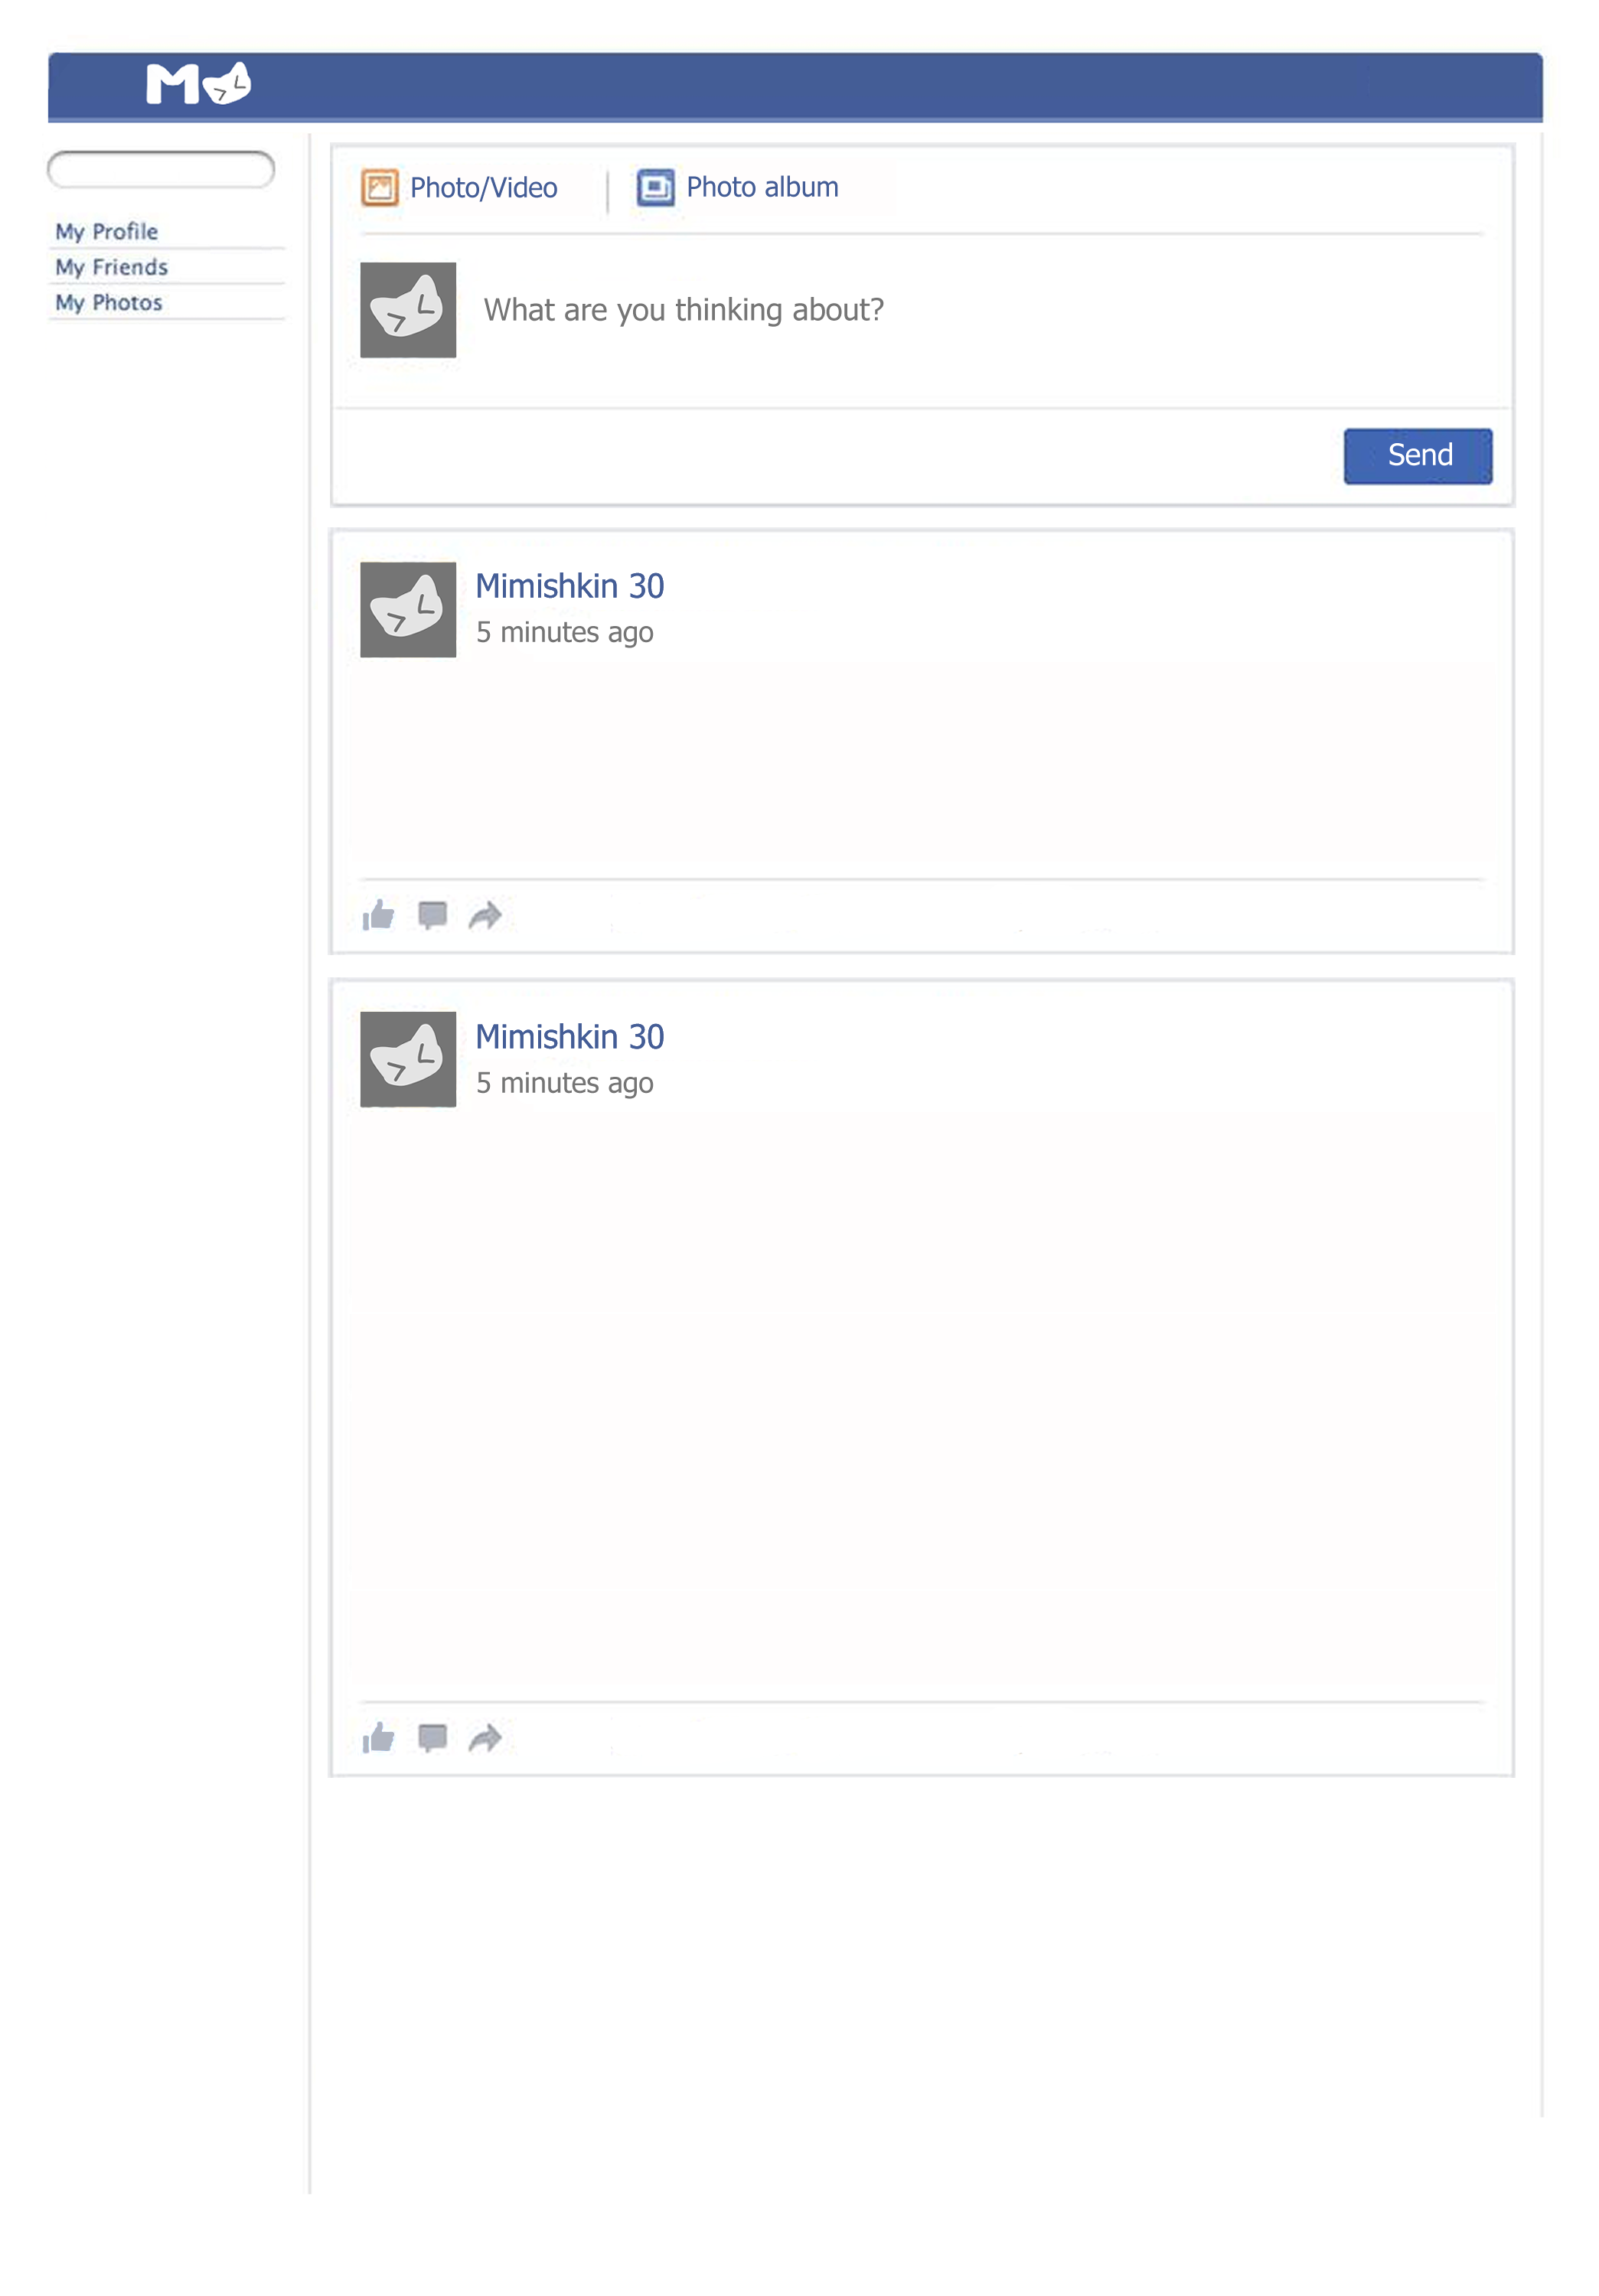 M
My Profile
My Friends
My Photos
Photo/Video
Photo album
What are you thinking about?
Send
Mimishkin 30
5 minutes ago
Mimishkin 30
5 minutes ago